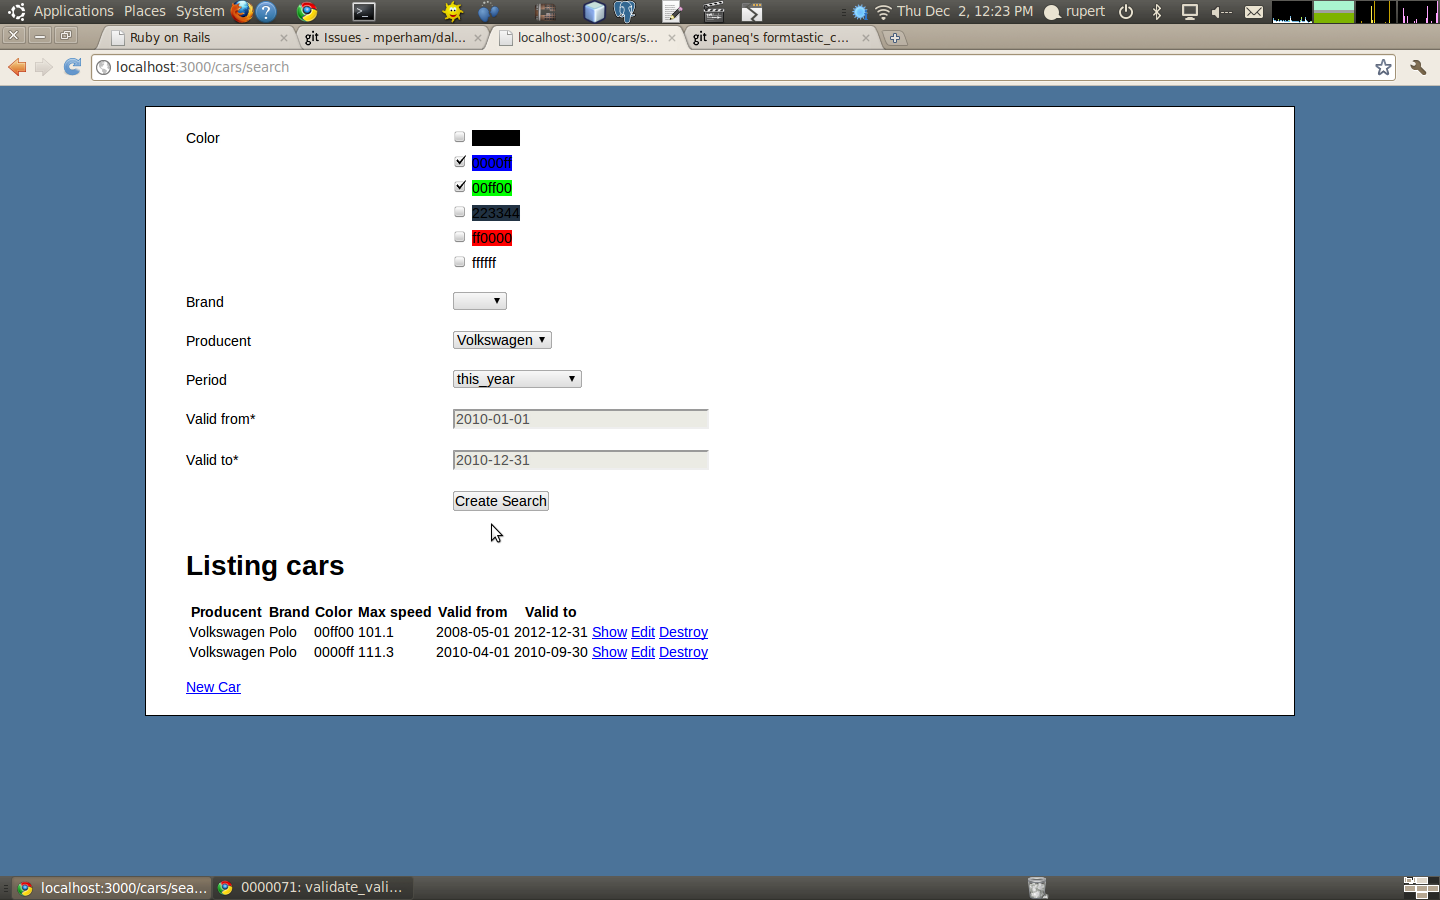 Applications Places System Thu Dec 2, 12:23 PM rupert
Ruby on Rails git Issues - mperham/dal... localhost:3000/cars/s... git paneq's formtastic_c...
localhost:3000/cars/search
Color
0000ff
00ff00
223344
ff0000
ffffff
Brand
Producent Volkswagen
Period this_year
Valid from* 2010-01-01
Valid to* 2010-12-31
Create Search
Listing cars
Producent Brand Color Max speed Valid from Valid to
Volkswagen Polo 00ff00 101.1 2008-05-01 2012-12-31 Show Edit Destroy
Volkswagen Polo 0000ff 111.3 2010-04-01 2010-09-30 Show Edit Destroy
New Car
localhost:3000/cars/sea... 0000071: validate_vali...